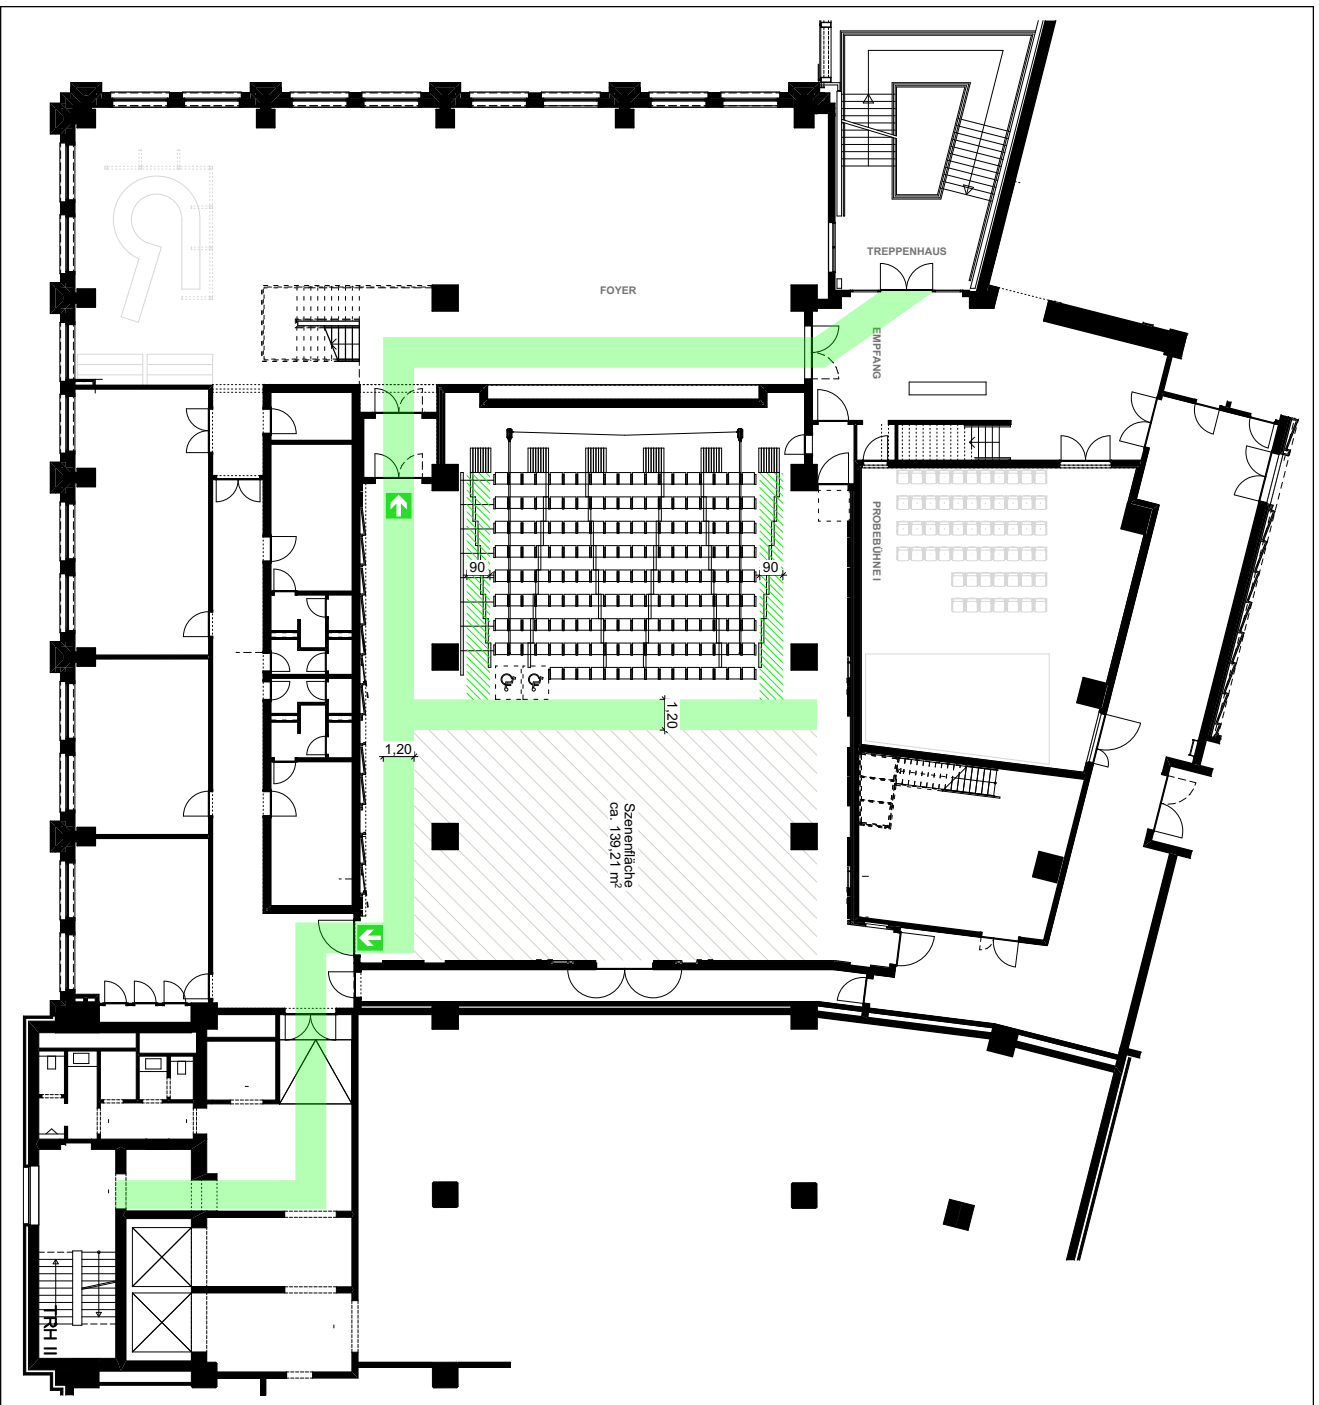 TREPPENHAUS
FOYER
EMPFANG
PROBEBÜHNE I
90
90
1,20
1,20
Szenenfläche
ca. 139,21 m²
TRH II